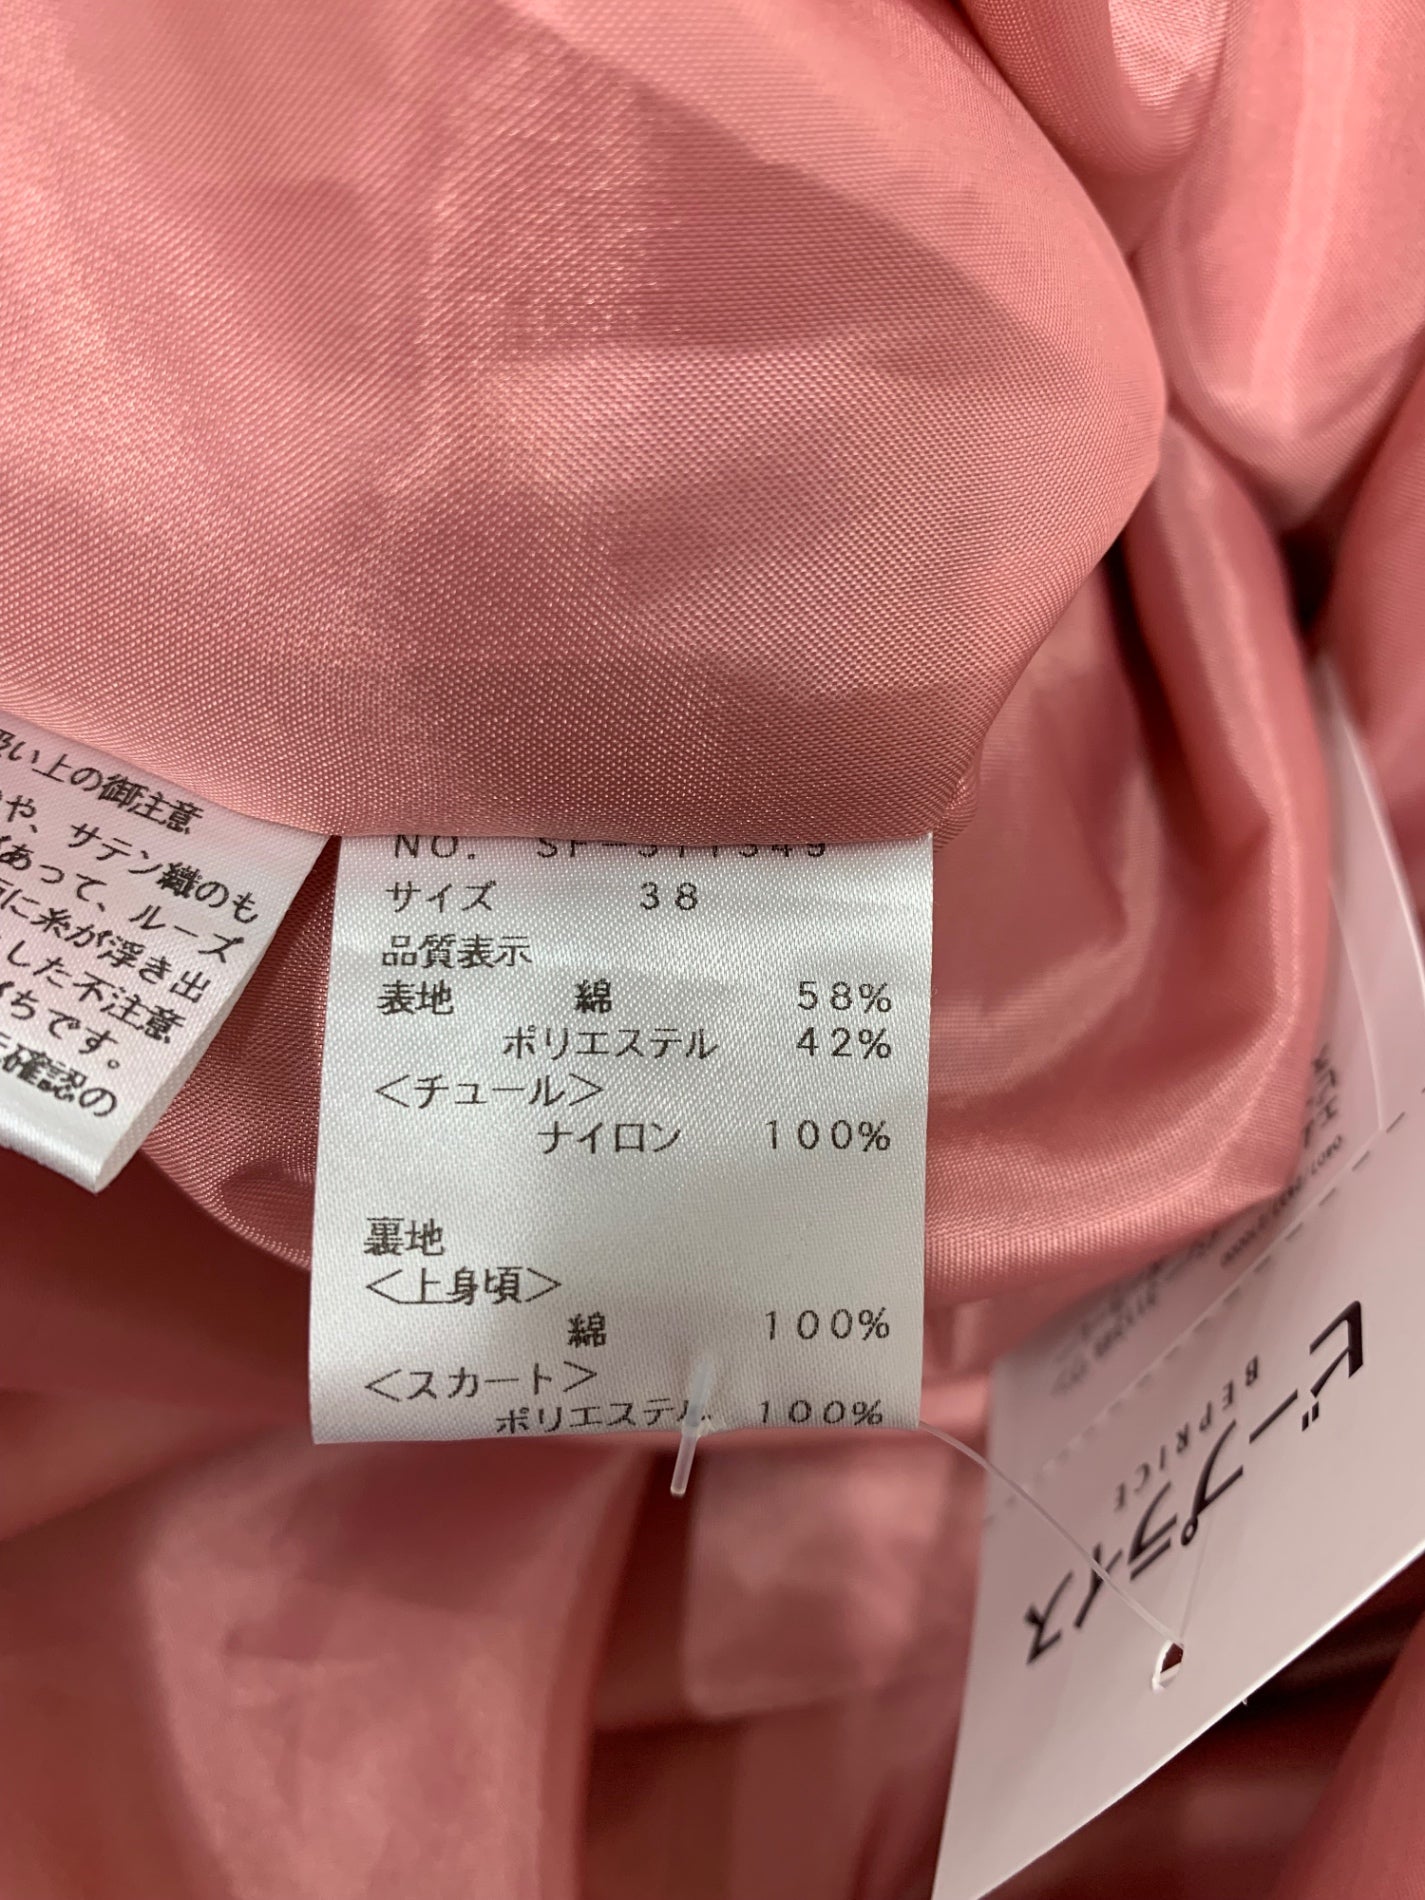 い上の御注意
や、サテン織のも
があって、ルーズ
に糸が浮き出
した不注意
ちです。
確認の
NO.
サイズ 38
品質表示
表地 綿 58%
ポリエステル 42%
<チュール>
ナイロン 100%
裏地
<上身頃>
綿 100%
<スカート>
ポリエステル 100%
ビープライス
BEPRICE